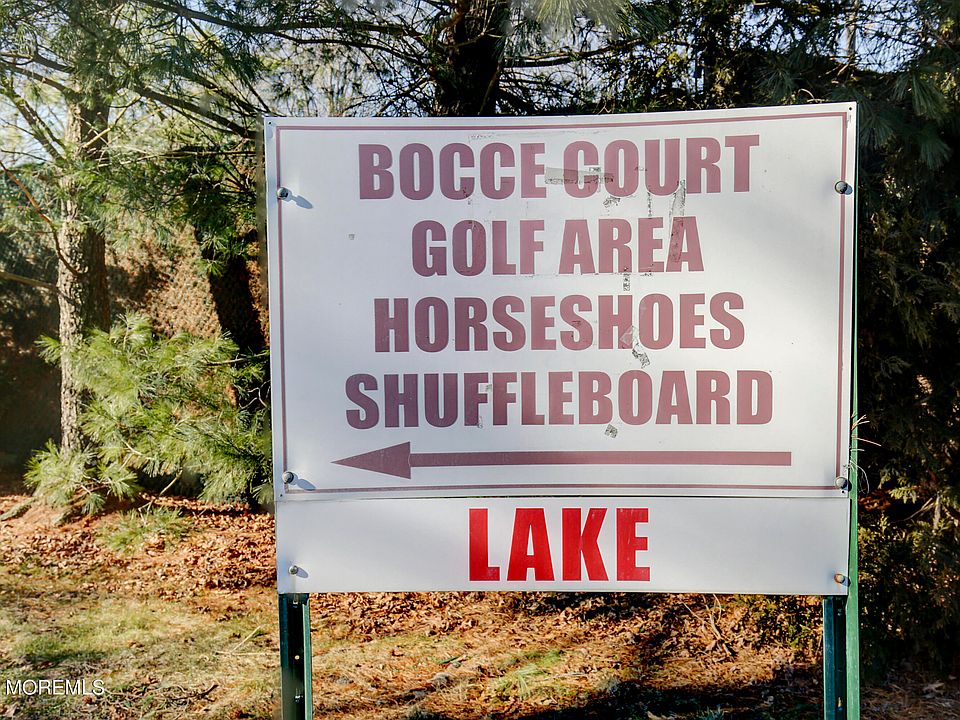 BOCCE COURT
GOLF AREA
HORSESHOES
SHUFFLEBOARD
LAKE
MOREMLS